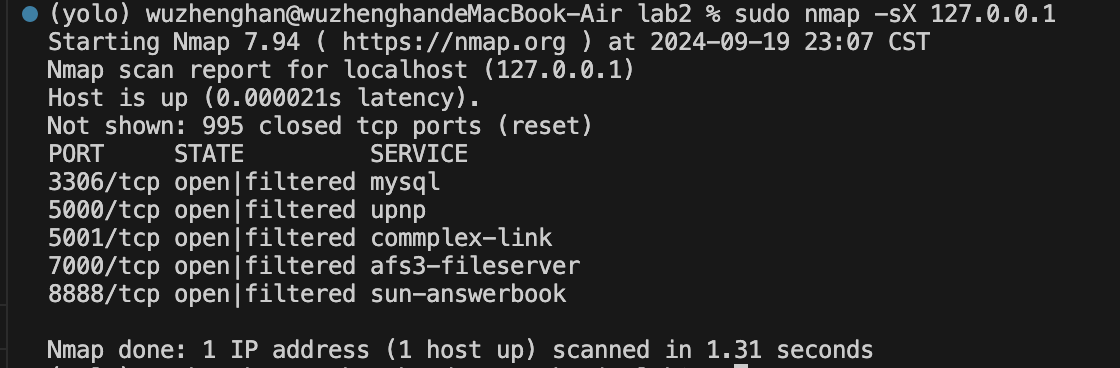 (yolo) wuzhenghan@wuzhenghandeMacBook-Air lab2 % sudo nmap -sX 127.0.0.1
Starting Nmap 7.94 ( https://nmap.org ) at 2024-09-19 23:07 CST
Nmap scan report for localhost (127.0.0.1)
Host is up (0.000021s latency).
Not shown: 995 closed tcp ports (reset)
PORT     STATE         SERVICE
3306/tcp open|filtered mysql
5000/tcp open|filtered upnp
5001/tcp open|filtered commplex-link
7000/tcp open|filtered afs3-fileserver
8888/tcp open|filtered sun-answerbook
Nmap done: 1 IP address (1 host up) scanned in 1.31 seconds